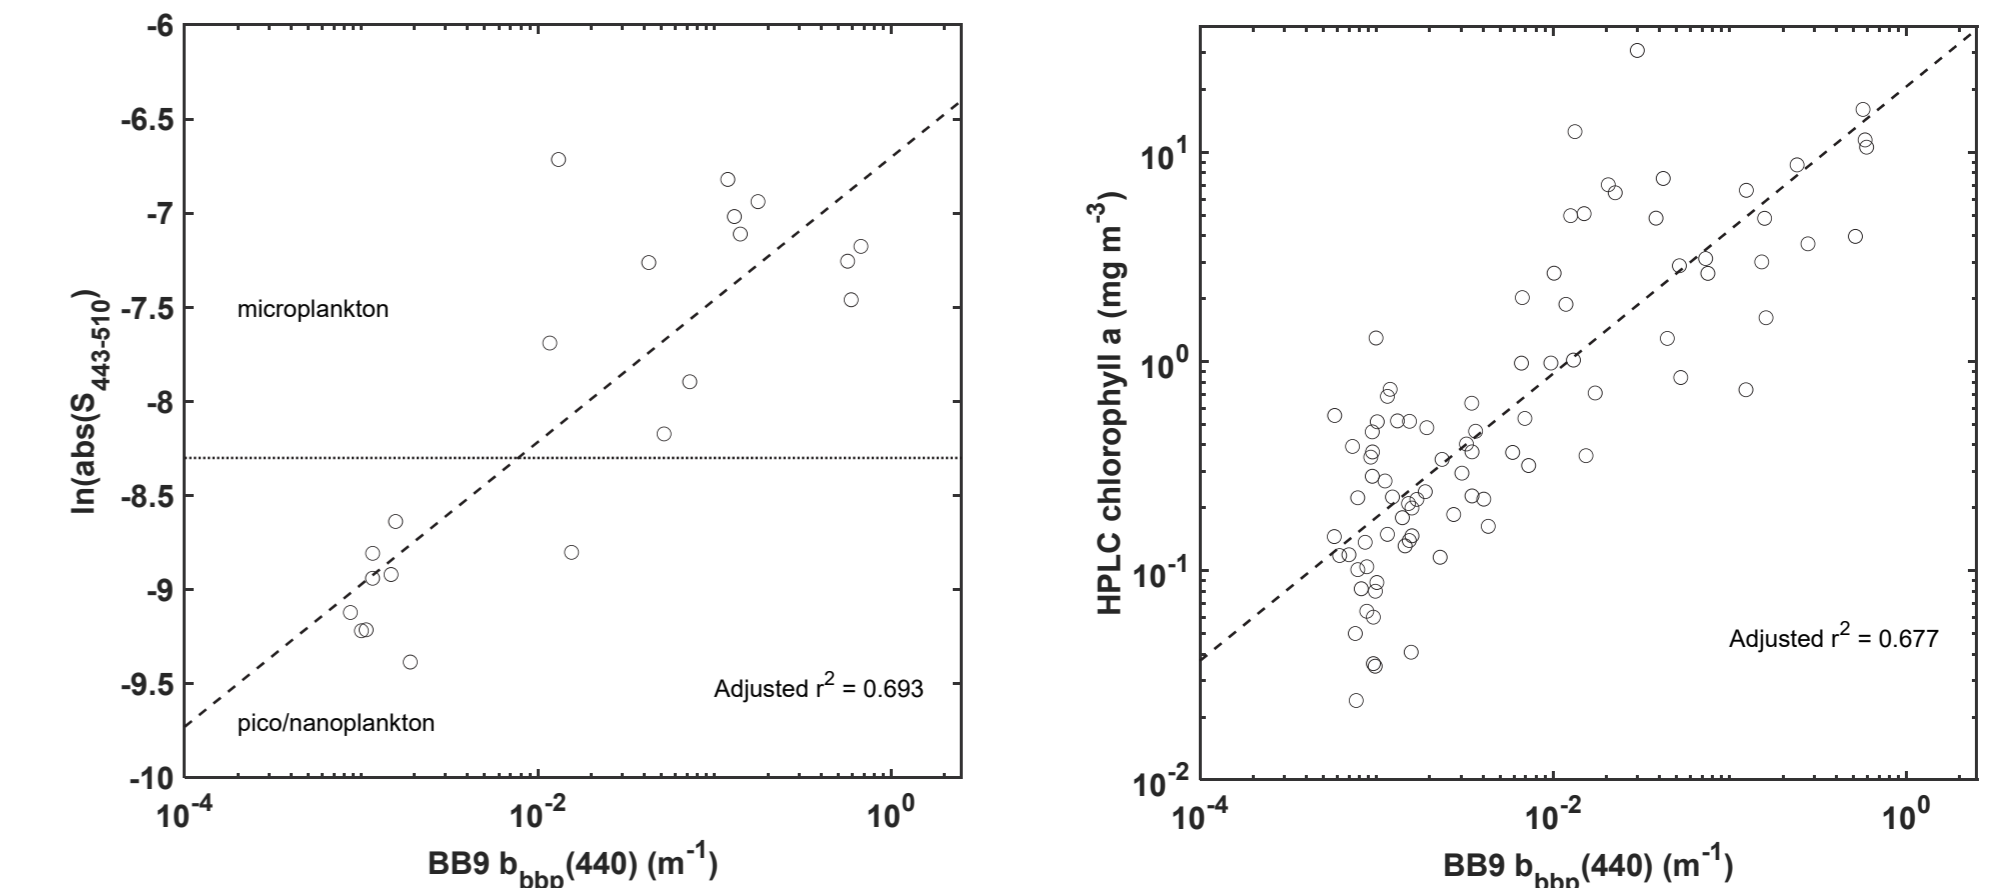 -6
-6.5
-7
-7.5
-8
-8.5
-9
-9.5
-10
ln(abs(S443-510)
microplankton
pico/nanoplankton
Adjusted r2 = 0.693
10-4
10-2
100
BB9 bbbp(440) (m-1)
101
100
10-1
10-2
HPLC chlorophyll a (mg m-3)
Adjusted r2 = 0.677
10-4
10-2
100
BB9 bbbp(440) (m-1)